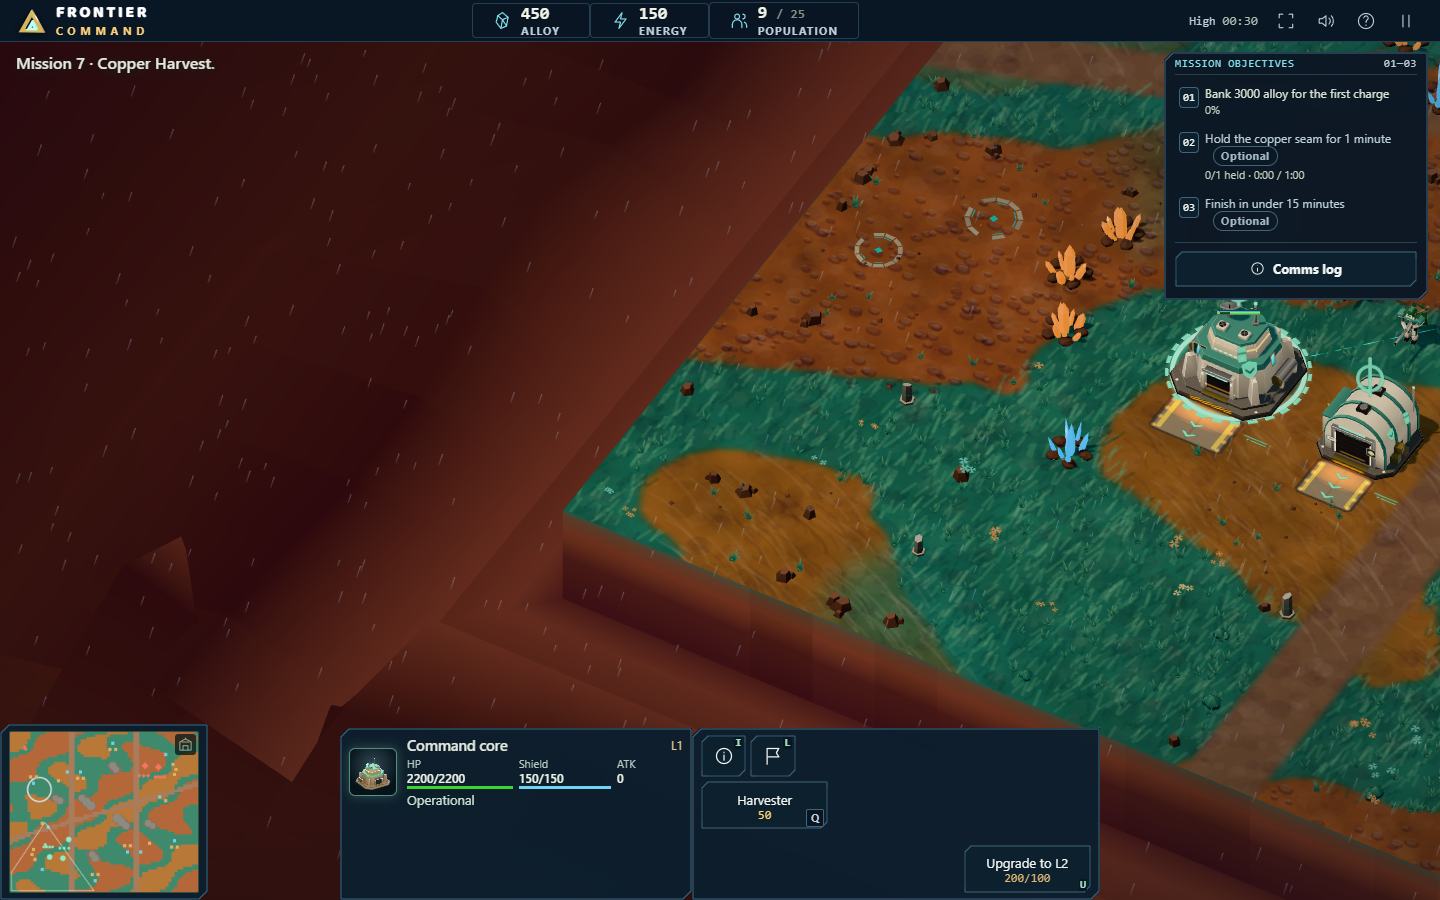 FRONTIER
COMMAND
450
ALLOY
150
ENERGY
9 / 25
POPULATION
High 00:30
Mission 7 · Copper Harvest.
MISSION OBJECTIVES 01—03
01 Bank 3000 alloy for the first charge
0%
02 Hold the copper seam for 1 minute
Optional
0/1 held · 0:00 / 1:00
03 Finish in under 15 minutes
Optional
Comms log
Command core L1
HP Shield ATK
2200/2200 150/150 0
Operational
I L
Harvester
50
Q
Upgrade to L2
200/100
U